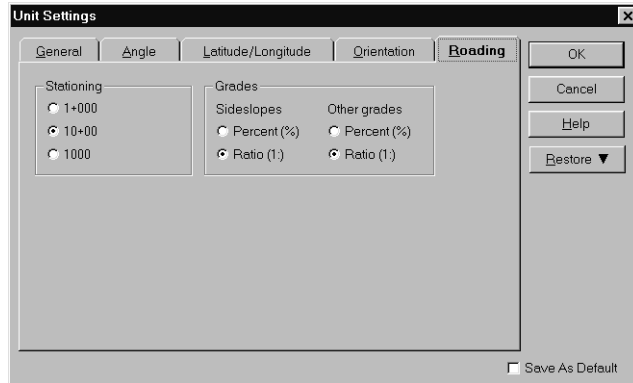 Unit Settings
General Angle Latitude/Longitude Orientation Roading
Stationing
1+000
10+00
1000
Grades
Sideslopes Other grades
Percent (%) Percent (%)
Ratio (1:) Ratio (1:)
OK
Cancel
Help
Restore ▼
Save As Default